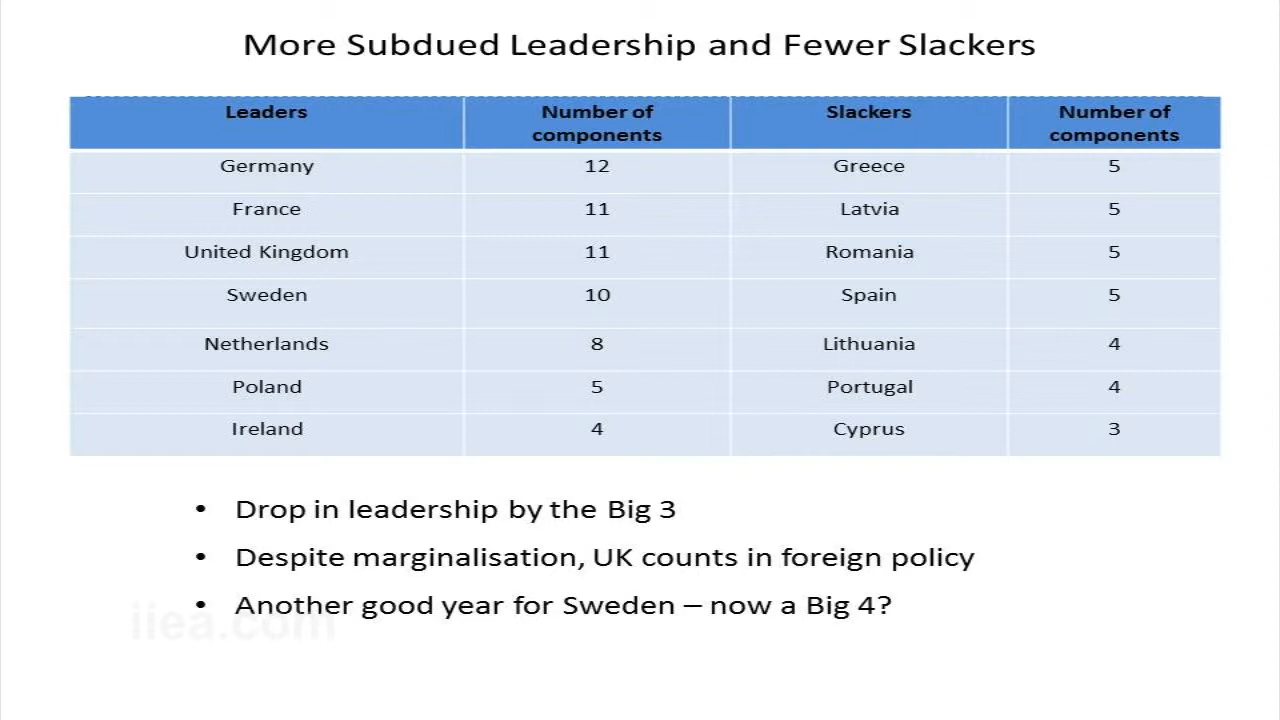 More Subdued Leadership and Fewer Slackers
Leaders Number of components Slackers Number of components
Germany 12 Greece 5
France 11 Latvia 5
United Kingdom 11 Romania 5
Sweden 10 Spain 5
Netherlands 8 Lithuania 4
Poland 5 Portugal 4
Ireland 4 Cyprus 3
• Drop in leadership by the Big 3
• Despite marginalisation, UK counts in foreign policy
• Another good year for Sweden – now a Big 4?
iiea.com